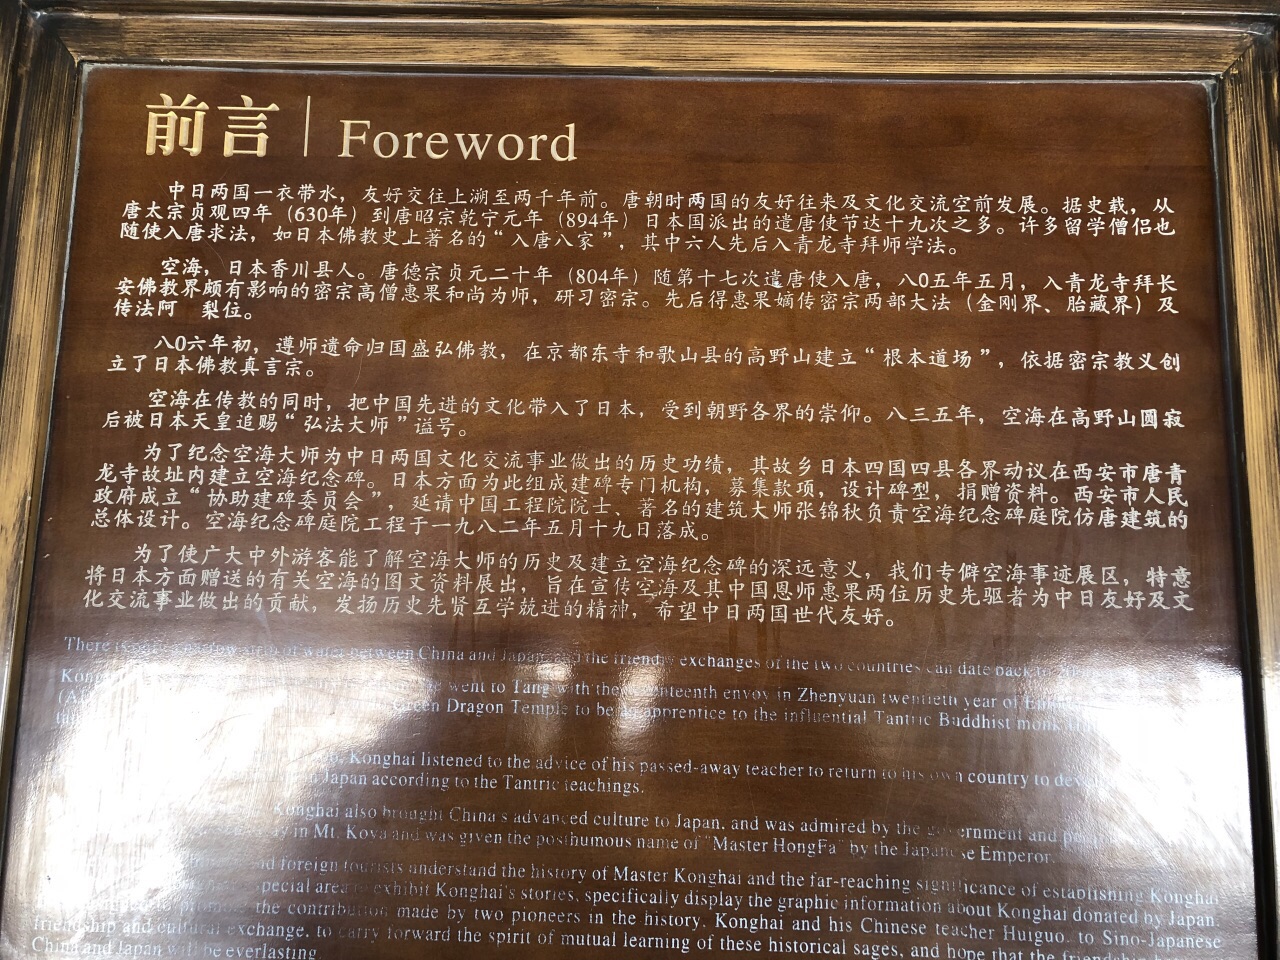 前言 | Foreword
中日两国一衣带水，友好交往上溯至两千年前。唐朝时两国的友好往来及文化交流空前发展。据史载，从
唐太宗贞观四年（630年）到唐昭宗乾宁元年（894年）日本国派出的遣唐使节达十九次之多。许多留学僧侣也
随使入唐求法，如日本佛教史上著名的“入唐八家”，其中六人先后入青龙寺拜师学法。
空海，日本香川县人。唐德宗贞元二十年（804年）随第十七次遣唐使入唐，八0五年五月，入青龙寺拜长
安佛教界颇有影响的密宗高僧惠果和尚为师，研习密宗。先后得惠果嫡传密宗两部大法（金刚界、胎藏界）及
传法阿 梨位。
八0六年初，遵师遗命归国盛弘佛教，在京都东寺和歌山县的高野山建立“根本道场”，依据密宗教义创
立了日本佛教真言宗。
空海在传教的同时，把中国先进的文化带入了日本，受到朝野各界的崇仰。八三五年，空海在高野山圆寂
后被日本天皇追赐“弘法大师”谥号。
为了纪念空海大师为中日两国文化交流事业做出的历史功绩，其故乡日本四国四县各界动议在西安市唐青
龙寺故址内建立空海纪念碑。日本方面为此组成建碑专门机构，募集款项，设计碑型，捐赠资料。西安市人民
政府成立“协助建碑委员会”，延请中国工程院院士、著名的建筑大师张锦秋负责空海纪念碑庭院仿唐建筑的
总体设计。空海纪念碑庭院工程于一九八二年五月十九日落成。
为了使广大中外游客能了解空海大师的历史及建立空海纪念碑的深远意义，我们专僻空海事迹展区，特意
将日本方面赠送的有关空海的图文资料展出，旨在宣传空海及其中国恩师惠果两位历史先驱者为中日友好及文
化交流事业做出的贡献，发扬历史先贤互学就进的精神，希望中日两国世代友好。
There is of water between China and Japan, and the friendly exchanges of the two countries can date back to
went to Tang with the envoy in Zhenyuan twentieth year of
Green Dragon Temple to be an apprentice to the influential Tantric Buddhist monk
Konghai listened to the advice of his passed-away teacher to return to his own country to
in Japan according to the Tantric teachings.
Konghai also brought China's advanced culture to Japan, and was admired by the government and
in Mt. Koya and was given the posthumous name of "Master HongFa" by the Japanese Emperor.
and foreign tourists understand the history of Master Konghai and the far-reaching significance of establishing Konghai
special area to exhibit Konghai's stories, specifically display the graphic information about Konghai donated by Japan.
the contribution made by two pioneers in the history, Konghai and his Chinese teacher Huiguo, to Sino-Japanese
friendship and cultural exchange, to carry forward the spirit of mutual learning of these historical sages, and hope that the friendship
China and Japan will be everlasting.